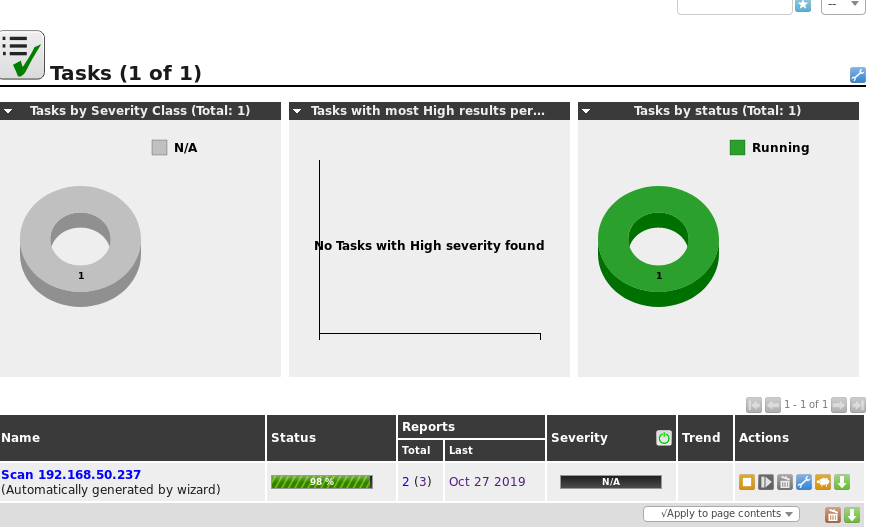 --
Tasks (1 of 1)
Tasks by Severity Class (Total: 1)
N/A
1
Tasks with most High results per...
No Tasks with High severity found
Tasks by status (Total: 1)
Running
1
1 - 1 of 1
Name Status Reports Severity Trend Actions
Total Last
Scan 192.168.50.237
(Automatically generated by wizard)
98 %
2 (3)
Oct 27 2019
N/A
√Apply to page contents